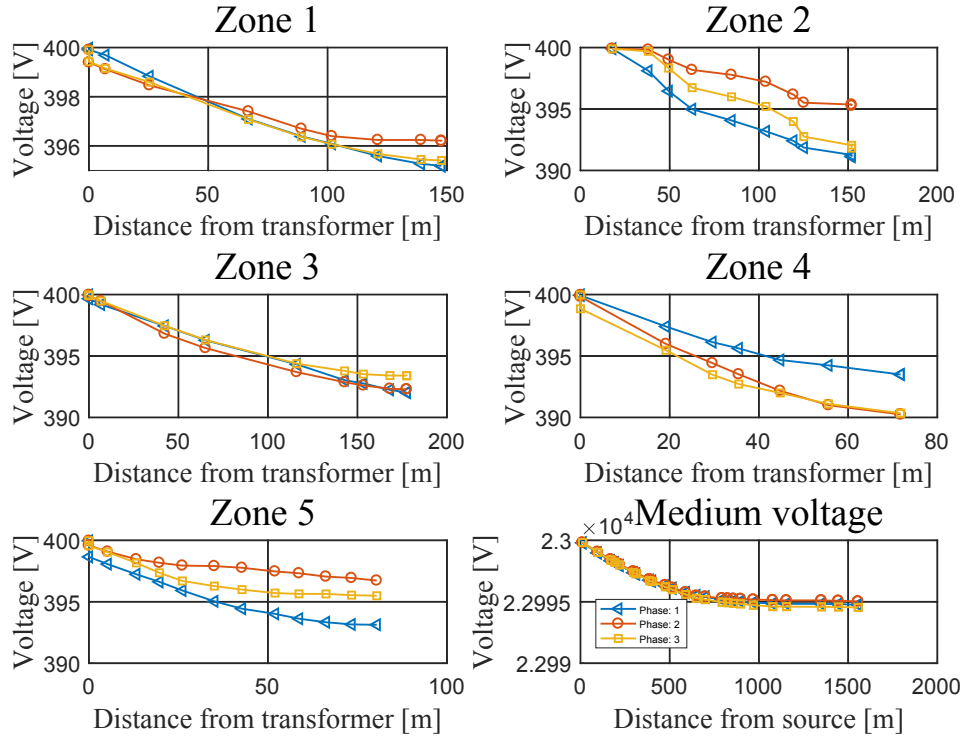 Zone 1
Voltage [V]
400
398
396
0 50 100 150
Distance from transformer [m]
Zone 2
Voltage [V]
400
395
390
0 50 100 150 200
Distance from transformer [m]
Zone 3
Voltage [V]
400
395
390
0 50 100 150 200
Distance from transformer [m]
Zone 4
Voltage [V]
400
395
390
0 20 40 60 80
Distance from transformer [m]
Zone 5
Voltage [V]
400
395
390
0 50 100
Distance from transformer [m]
Medium voltage
× 10^4
Voltage [V]
2.3
2.2995
2.299
Phase: 1
Phase: 2
Phase: 3
0 500 1000 1500 2000
Distance from source [m]